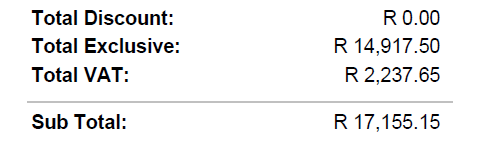 Total Discount: R 0.00
Total Exclusive: R 14,917.50
Total VAT: R 2,237.65
Sub Total: R 17,155.15